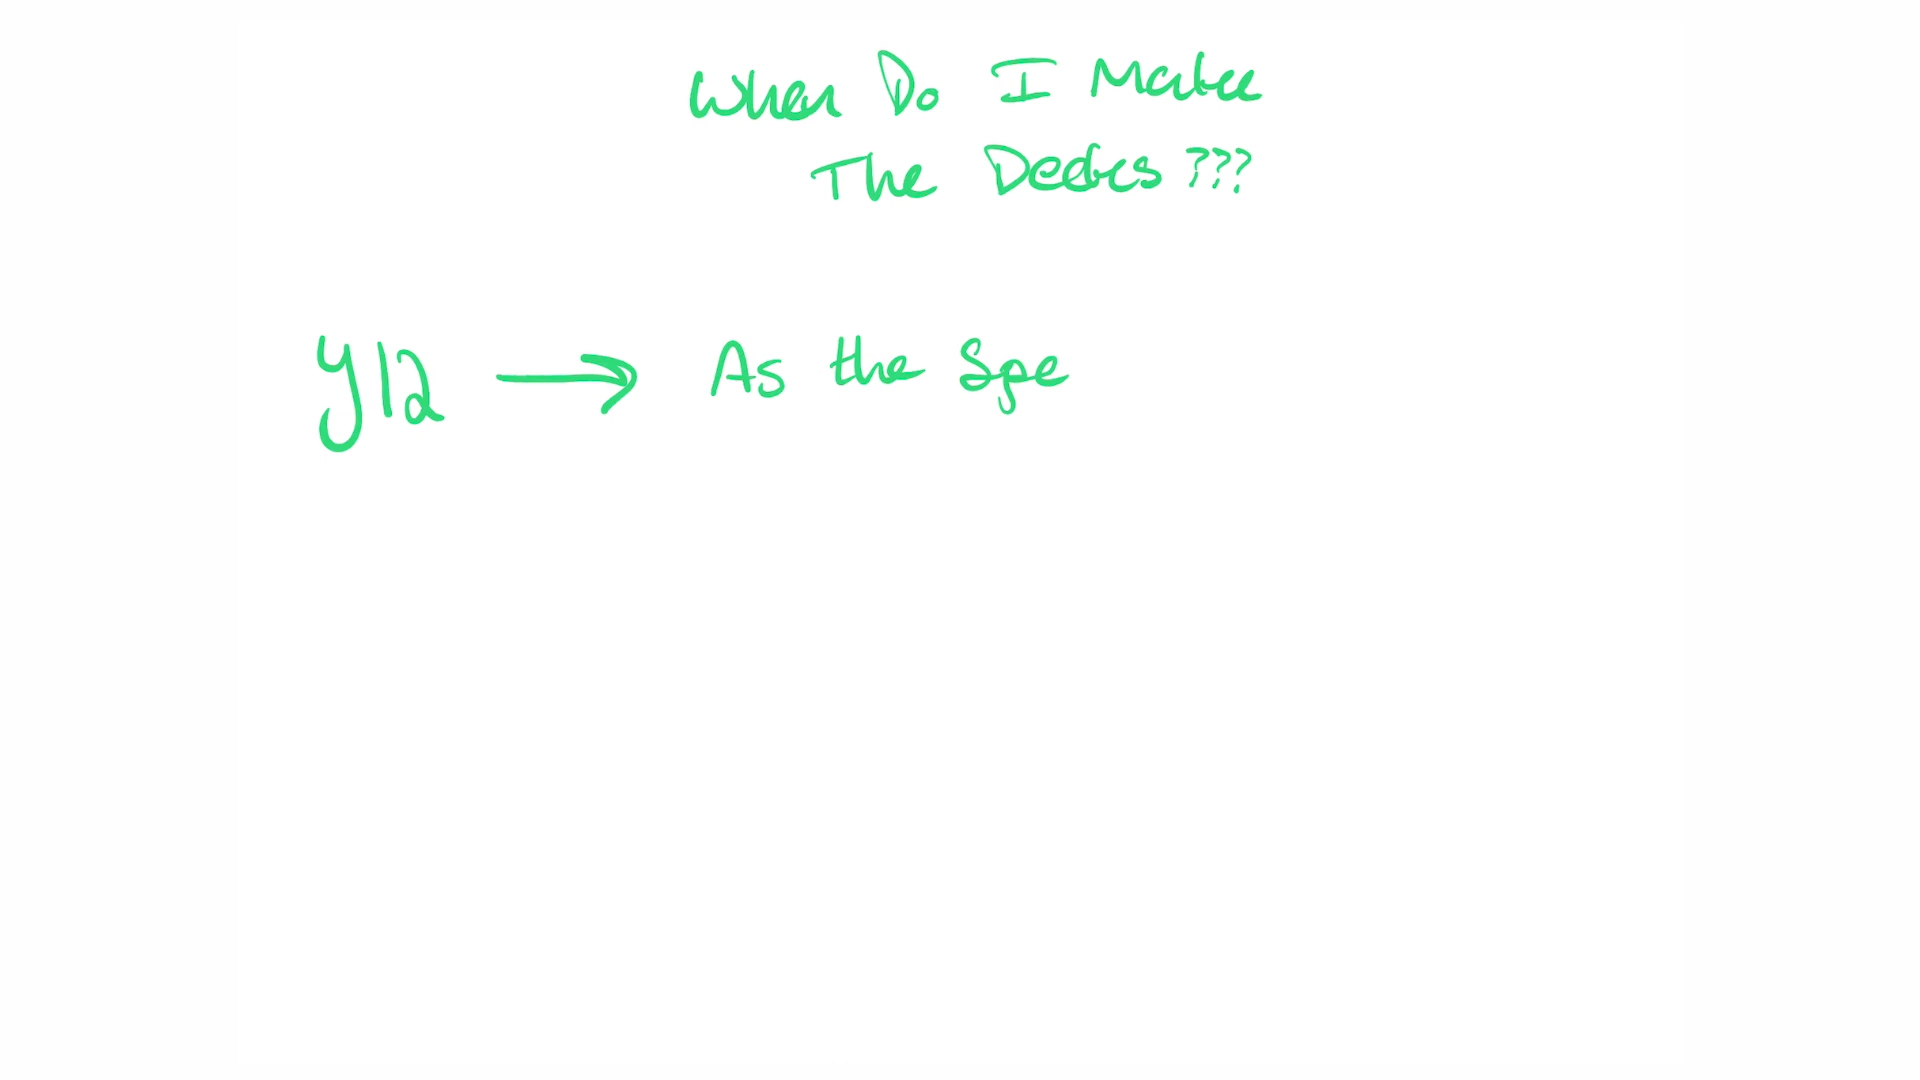 When Do I Make
The Decks ???
Y12 → As the Spe